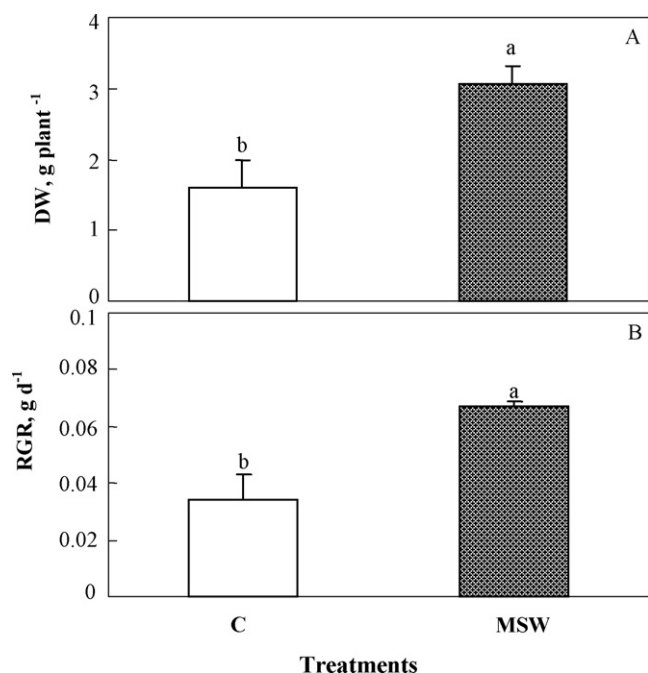 4
A
a
3
DW, g plant -1
b
2
1
0
0.1
B
0.08
a
RGR, g d-1
0.06
b
0.04
0.02
0
C MSW
Treatments